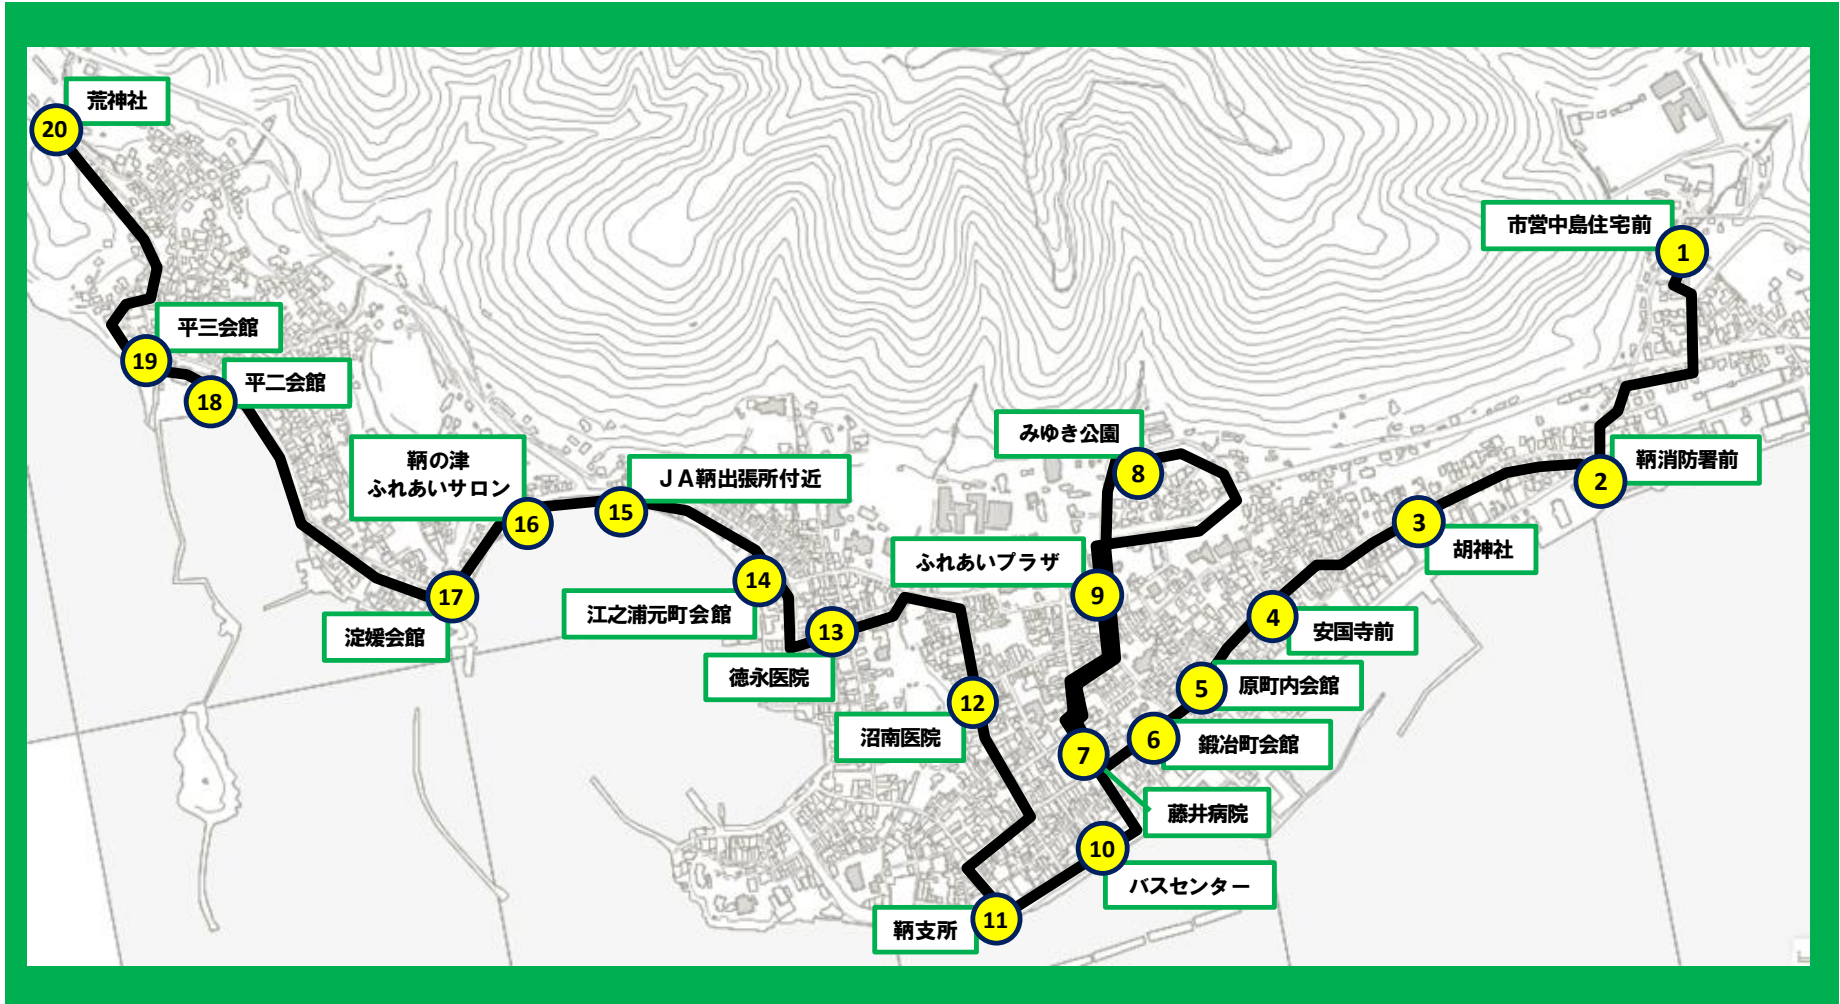 荒神社
20
市営中島住宅前
1
平三会館
19
平二会館
18
鞆の津
ふれあいサロン
16
JA鞆出張所付近
15
みゆき公園
8
鞆消防署前
2
3
胡神社
ふれあいプラザ
9
14
江之浦元町会館
17
淀媛会館
13
徳永医院
4
安国寺前
5
原町内会館
12
沼南医院
6
鍛冶町会館
7
藤井病院
10
バスセンター
11
鞆支所